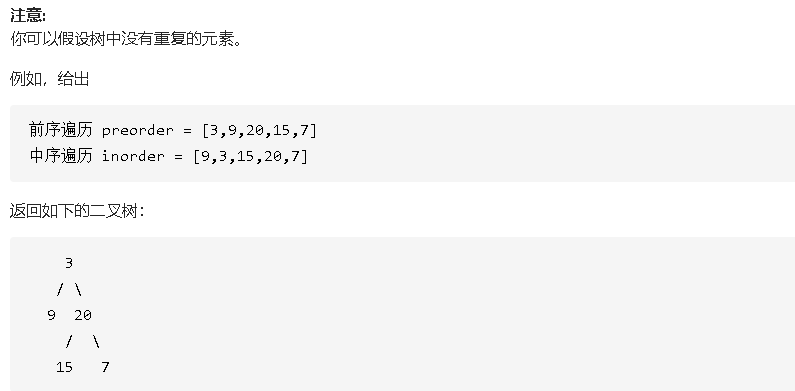 注意:
你可以假设树中没有重复的元素。
例如，给出
前序遍历 preorder = [3,9,20,15,7]
中序遍历 inorder = [9,3,15,20,7]
返回如下的二叉树：
3
/ \
9 20
/ \
15 7